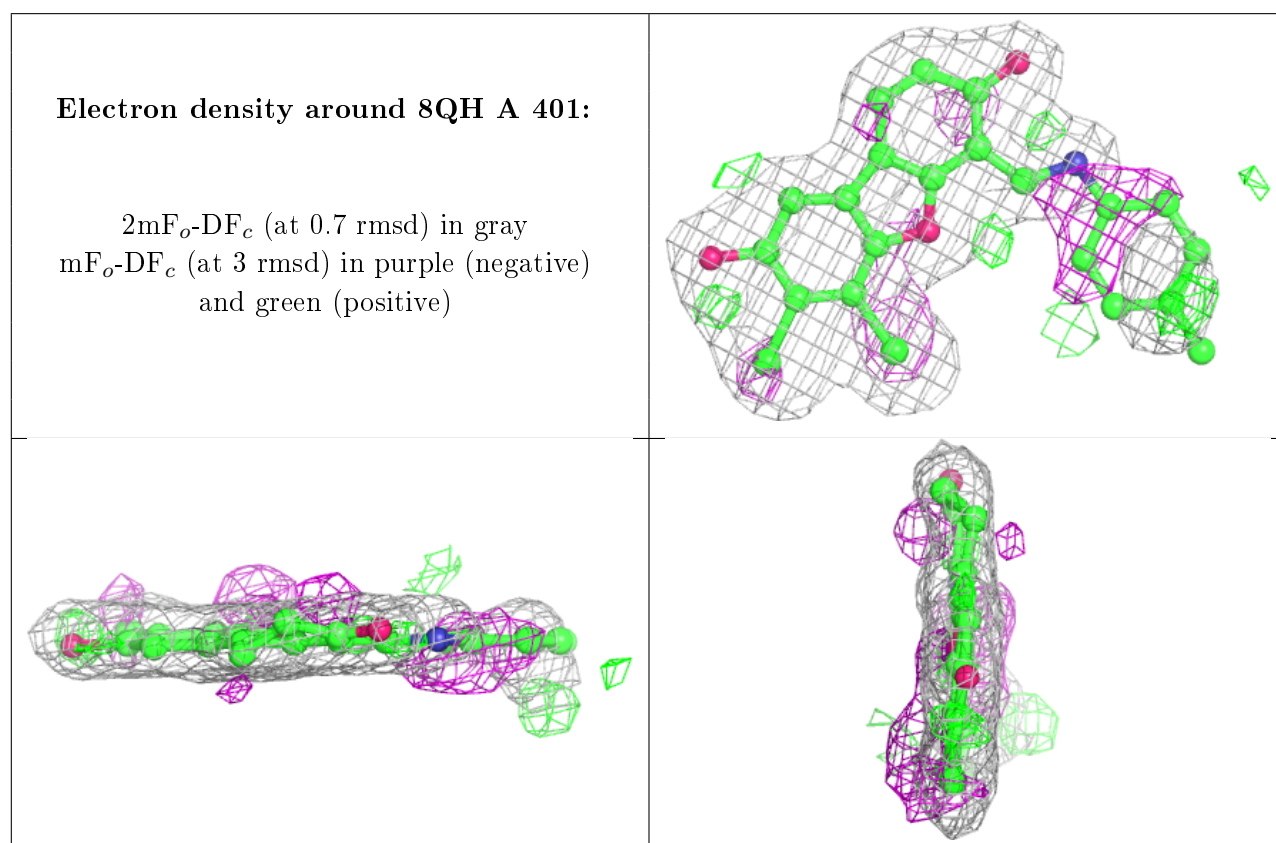 Electron density around 8QH A 401:
2mFₒ-DF𝒸 (at 0.7 rmsd) in gray
mFₒ-DF𝒸 (at 3 rmsd) in purple (negative)
and green (positive)